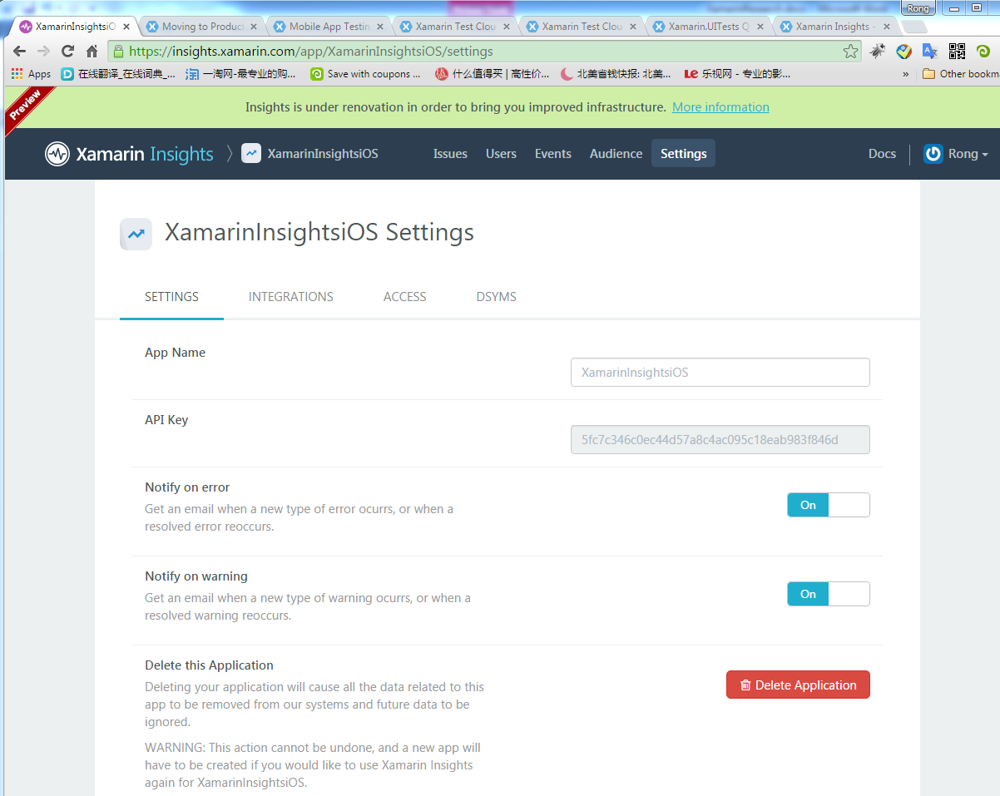 Rong
XamarinInsightsiO
Moving to Product
Mobile App Testin
Xamarin Test Clou
Xamarin Test Clou
Xamarin.UITests Q
Xamarin Insights -
https://insights.xamarin.com/app/XamarinInsightsiOS/settings
Apps
在线翻译_在线词典_...
一淘网-最专业的购...
Save with coupons ...
什么值得买 | 高性价...
北美省钱快报: 北美...
乐视网 - 专业的影...
»
Other bookm
Preview
Insights is under renovation in order to bring you improved infrastructure. More information
Xamarin Insights
XamarinInsightsiOS
Issues
Users
Events
Audience
Settings
Docs
Rong
XamarinInsightsiOS Settings
SETTINGS
INTEGRATIONS
ACCESS
DSYMS
App Name
XamarinInsightsiOS
API Key
5fc7c346c0ec44d57a8c4ac095c18eab983f846d
Notify on error
Get an email when a new type of error ocurrs, or when a
resolved error reoccurs.
On
Notify on warning
Get an email when a new type of warning ocurrs, or when a
resolved warning reoccurs.
On
Delete this Application
Deleting your application will cause all the data related to this
app to be removed from our systems and future data to be
ignored.
Delete Application
WARNING: This action cannot be undone, and a new app will
have to be created if you would like to use Xamarin Insights
again for XamarinInsightsiOS.